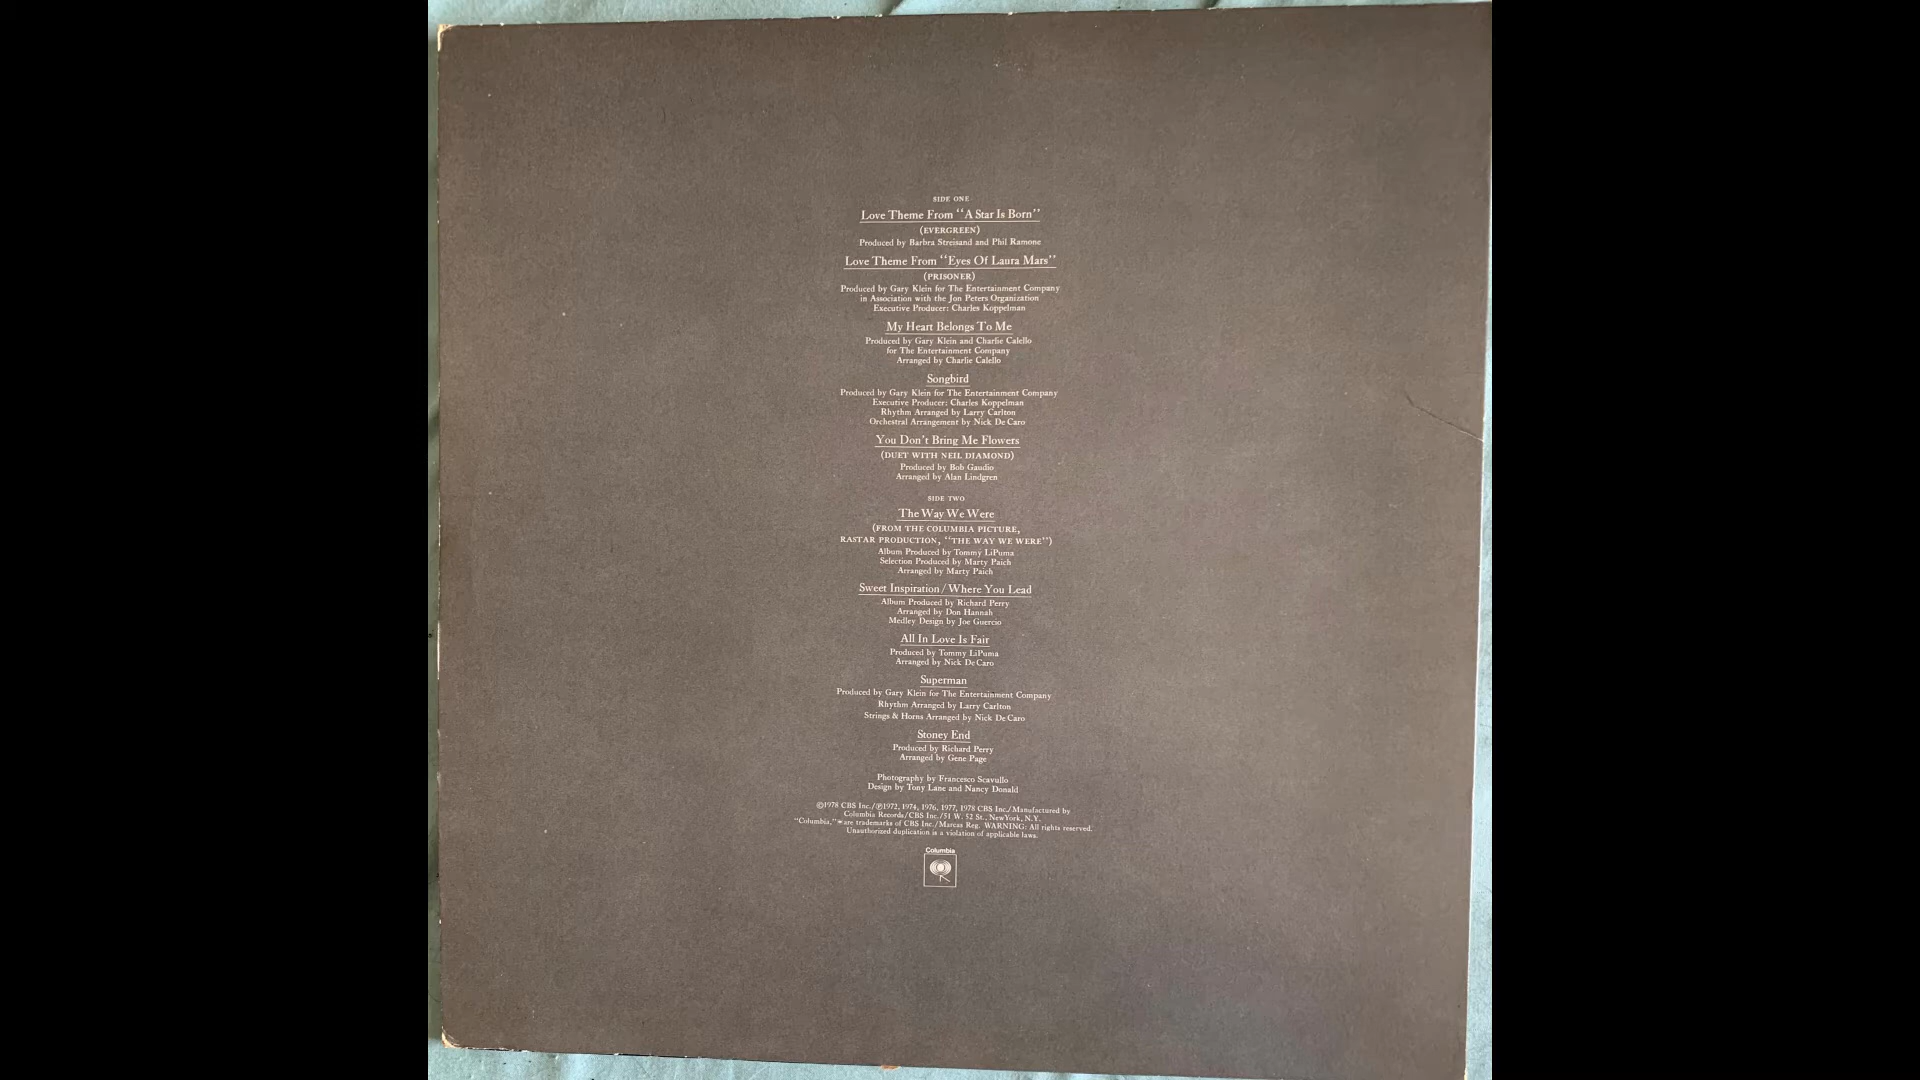 SIDE ONE
Love Theme From “A Star Is Born”
(EVERGREEN)
Produced by Barbra Streisand and Phil Ramone
Love Theme From “Eyes Of Laura Mars”
(PRISONER)
Produced by Gary Klein for The Entertainment Company
in Association with the Jon Peters Organization
Executive Producer: Charles Koppelman
My Heart Belongs To Me
Produced by Gary Klein and Charlie Calello
for The Entertainment Company
Arranged by Charlie Calello
Songbird
Produced by Gary Klein for The Entertainment Company
Executive Producer: Charles Koppelman
Rhythm Arranged by Larry Carlton
Orchestral Arrangement by Nick De Caro
You Don't Bring Me Flowers
(DUET WITH NEIL DIAMOND)
Produced by Bob Gaudio
Arranged by Alan Lindgren
SIDE TWO
The Way We Were
(FROM THE COLUMBIA PICTURE,
RASTAR PRODUCTION, “THE WAY WE WERE”)
Album Produced by Tommy LiPuma
Selection Produced by Marty Paich
Arranged by Marty Paich
Sweet Inspiration/Where You Lead
Album Produced by Richard Perry
Arranged by Don Hannah
Medley Design by Joe Guercio
All In Love Is Fair
Produced by Tommy LiPuma
Arranged by Nick De Caro
Superman
Produced by Gary Klein for The Entertainment Company
Rhythm Arranged by Larry Carlton
Strings & Horns Arranged by Nick De Caro
Stoney End
Produced by Richard Perry
Arranged by Gene Page
Photography by Francesco Scavullo
Design by Tony Lane and Nancy Donald
©1978 CBS Inc./℗1972, 1974, 1976, 1977, 1978 CBS Inc./Manufactured by
Columbia Records/CBS Inc./51 W. 52 St., New York, N.Y.
“Columbia,” are trademarks of CBS Inc./Marcas Reg. WARNING: All rights reserved.
Unauthorized duplication is a violation of applicable laws.
Columbia